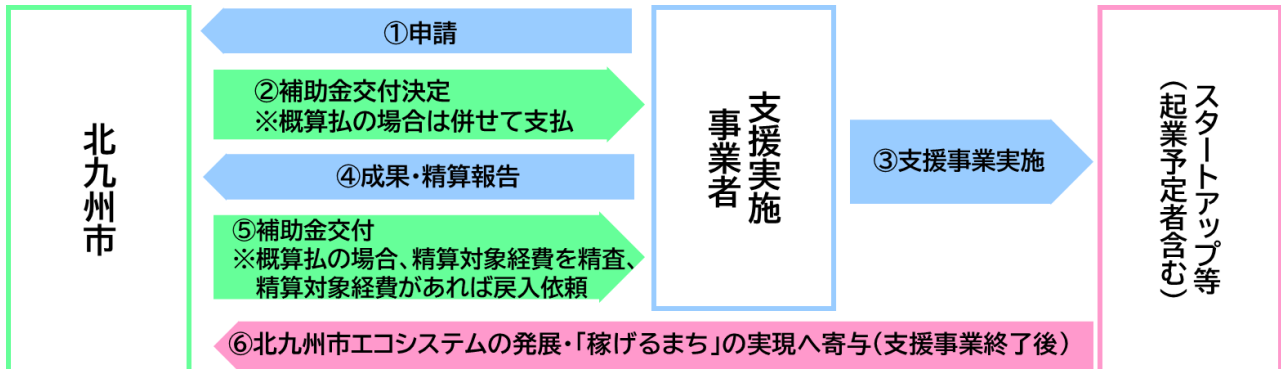 北九州市
①申請
②補助金交付決定
※概算払の場合は併せて支払
④成果・精算報告
⑤補助金交付
※概算払の場合、精算対象経費を精査、
精算対象経費があれば戻入依頼
支援実施
事業者
③支援事業実施
スタートアップ等
(起業予定者含む)
⑥北九州市エコシステムの発展・「稼げるまち」の実現へ寄与(支援事業終了後)